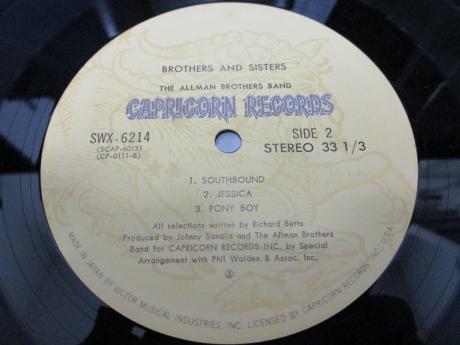 BROTHERS AND SISTERS
THE ALLMAN BROTHERS BAND
CAPRICORN RECORDS
SWX-6214
(SCAP-6013)
(CP-0111-B)
SIDE 2
STEREO 33 1/3
1. SOUTHBOUND
2. JESSICA
3. PONY BOY
All selections written by Richard Betts
Produced by Johnny Sandlin and The Allman Brothers
Band for CAPRICORN RECORDS INC. by Special
Arrangement with Phil Walden & Assoc. Inc.
MADE IN JAPAN BY VICTOR MUSICAL INDUSTRIES, INC. LICENSED BY CAPRICORN RECORDS INC. U.S.A.